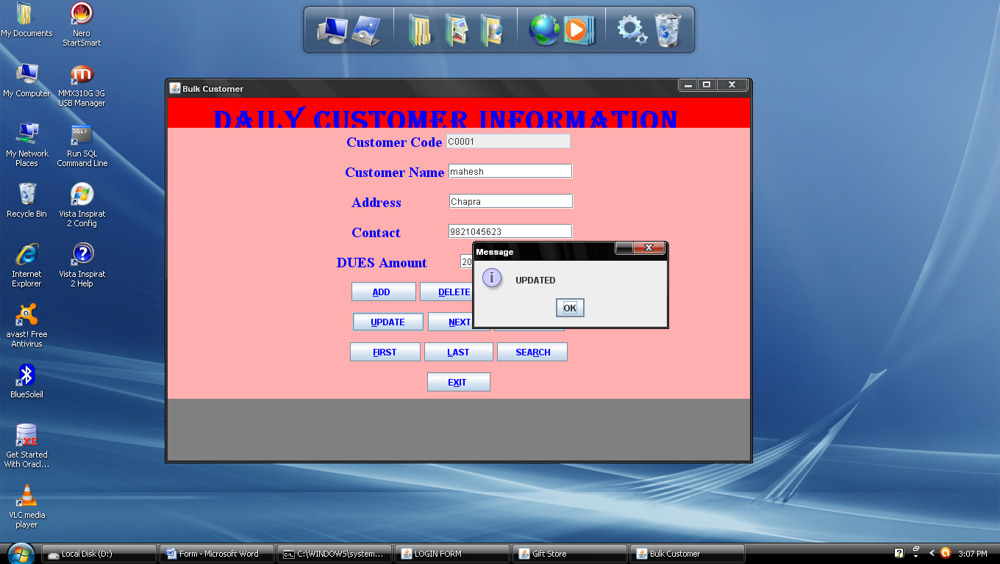 My Documents
Nero
StartSmart
My Computer
MMX310G 3G
USB Manager
My Network
Places
SQL>
Run SQL
Command Line
Recycle Bin
Vista Inspirat
2 Config
Internet
Explorer
Vista Inspirat
2 Help
avast! Free
Antivirus
BlueSoleil
XE
Get Started
With Oracl...
VLC media
player
Bulk Customer
DAILY CUSTOMER INFORMATION
Customer Code C0001
Customer Name mahesh
Address Chapra
Contact 9821045623
DUES Amount 20
ADD DELETE
UPDATE NEXT
FIRST LAST SEARCH
EXIT
Message
UPDATED
OK
Local Disk (D:)
Form - Microsoft Word
C:\WINDOWS\system...
LOGIN FORM
Gift Store
Bulk Customer
3:07 PM